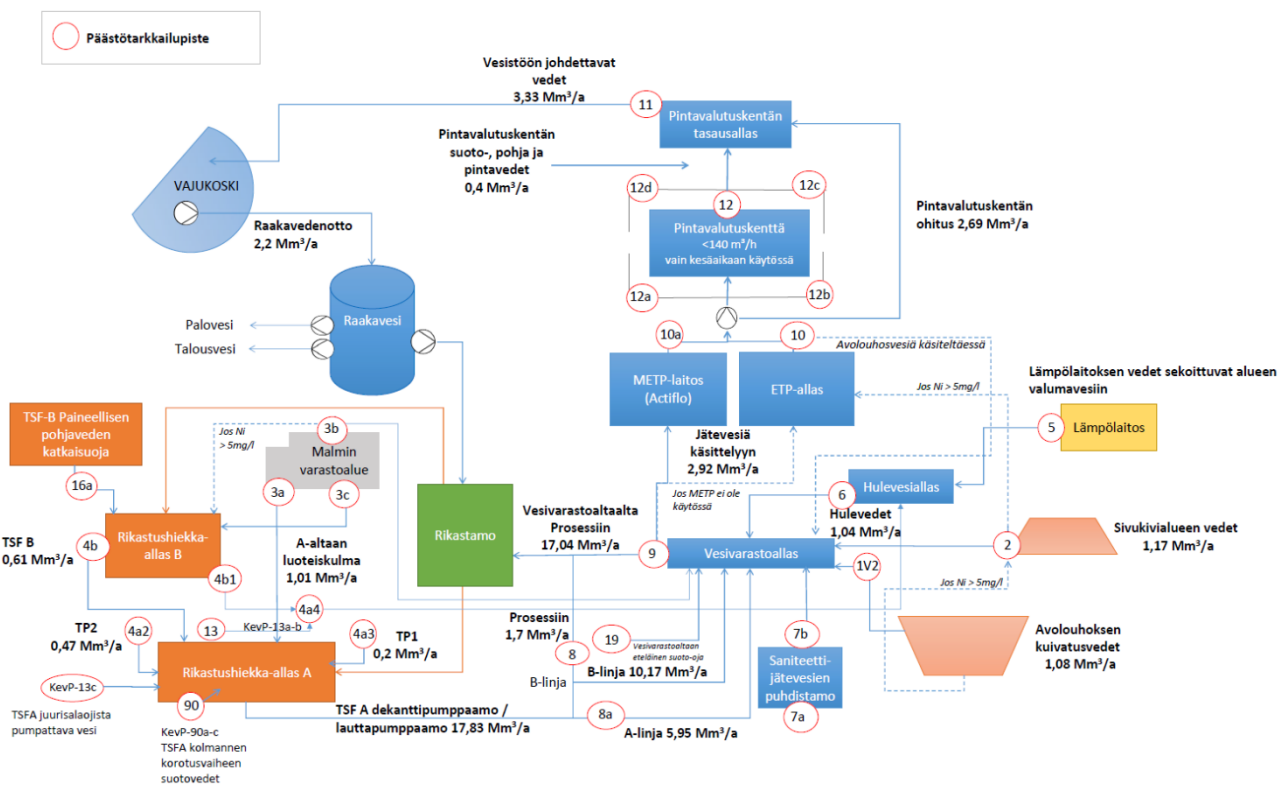 Päästötarkkailupiste
Vesistöön johdettavat
vedet
3,33 Mm³/a
11
Pintavalutuskentän
tasausallas
Pintavalutuskentän
suoto-, pohja ja
pintavedet
0,4 Mm³/a
VAJUKOSKI
Raakavedenotto
2,2 Mm³/a
12d
12c
12
Pintavalutuskenttä
<140 m³/h
vain kesäaikaan käytössä
12a
12b
Pintavalutuskentän
ohitus 2,69 Mm³/a
Palovesi
Talousvesi
Raakavesi
10a
10
Avolouhosvesiä käsiteltäessä
METP-laitos
(Actiflo)
ETP-allas
Jos Ni > 5mg/l
Lämpölaitoksen vedet sekoittuvat alueen
valumavesiin
5
Lämpölaitos
TSF-B Paineellisen
pohjaveden
katkaisuoja
16a
Jos Ni
> 5mg/l
3b
Malmin
varastoalue
3a
3c
Jätevesiä
käsittelyyn
2,92 Mm³/a
Jos METP ei ole
käytössä
Hulevesiallas
6
Hulevedet
1,04 Mm³/a
TSF B
0,61 Mm³/a
4b
Rikastushiekka-
allas B
4b1
A-altaan
luoteiskulma
1,01 Mm³/a
Rikastamo
Vesivarastoaltaalta
Prosessiin
17,04 Mm³/a
9
Vesivarastoallas
2
Sivukivialueen vedet
1,17 Mm³/a
1V2
Jos Ni > 5mg/l
Avolouhoksen
kuivatusvedet
1,08 Mm³/a
4a4
13
KevP-13a-b
TP2
0,47 Mm³/a
4a2
4a3
TP1
0,2 Mm³/a
Prosessiin
1,7 Mm³/a
8
B-linja
19
Vesivarastoaltaan
eteläinen suoto-oja
B-linja 10,17 Mm³/a
7b
Saniteetti-
jätevesien
puhdistamo
7a
Rikastushiekka-allas A
KevP-13c
TSFA juurisalaojista
pumpattava vesi
90
KevP-90a-c
TSFA kolmannen
korotusvaiheen
suotovedet
TSF A dekanttipumppaamo /
lauttapumppaamo 17,83 Mm³/a
8a
A-linja 5,95 Mm³/a